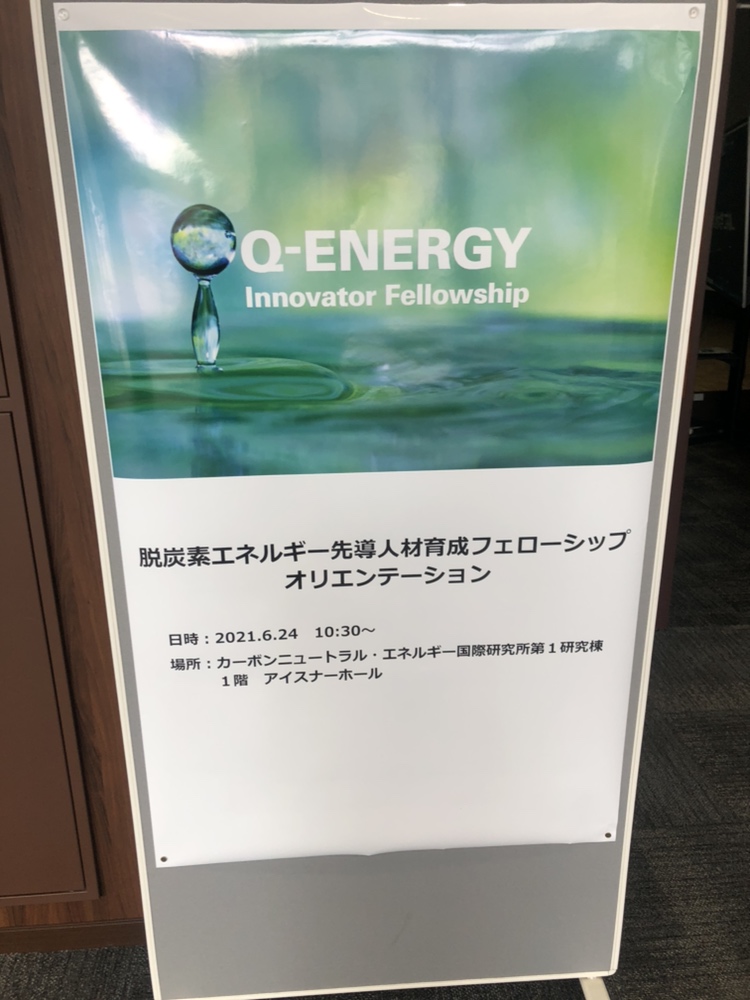 Q-ENERGY
Innovator Fellowship
脱炭素エネルギー先導人材育成フェローシップ
オリエンテーション
日時：2021.6.24　10:30～
場所：カーボンニュートラル・エネルギー国際研究所第１研究棟
１階　アイスナーホール